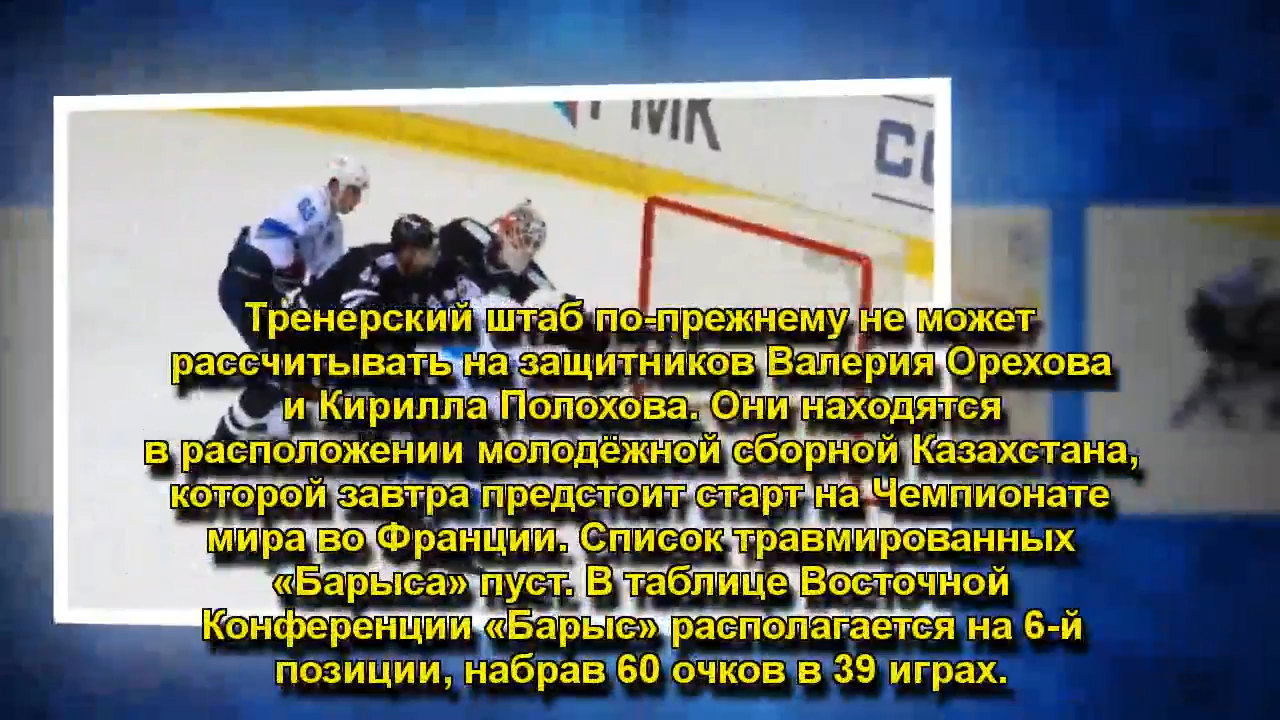 РМК
63
Тренерский штаб по-прежнему не может
рассчитывать на защитников Валерия Орехова
и Кирилла Полохова. Они находятся
в расположении молодёжной сборной Казахстана,
которой завтра предстоит старт на Чемпионате
мира во Франции. Список травмированных
«Барыса» пуст. В таблице Восточной
Конференции «Барыс» располагается на 6-й
позиции, набрав 60 очков в 39 играх.